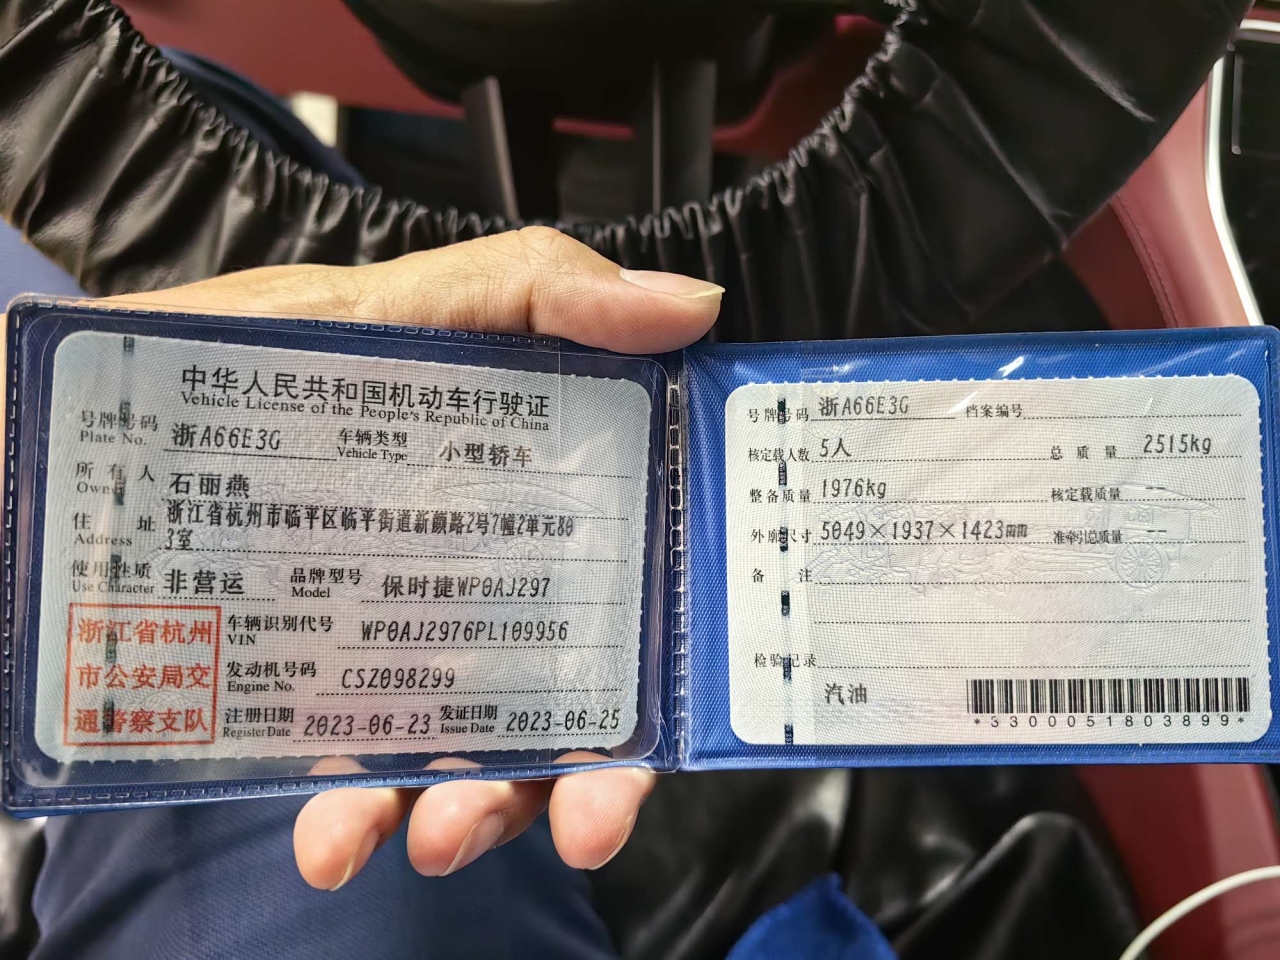 中华人民共和国机动车行驶证
Vehicle License of the People's Republic of China
号牌号码 浙A66E3G 车辆类型 小型轿车
Plate No. Vehicle Type
所有人 石丽燕
Owner
住址 浙江省杭州市临平区临平街道新颜路2号7幢2单元80
Address 3室
使用性质 非营运 品牌型号 保时捷WP0AJ297
Use Character Model
浙江省杭州
市公安局交
通警察支队
车辆识别代号 WP0AJ2976PL109956
VIN
发动机号码 CSZ098299
Engine No.
注册日期 2023-06-23 发证日期 2023-06-25
Register Date Issue Date
号牌号码 浙A66E3G 档案编号
核定载人数 5人 总质量 2515kg
整备质量 1976kg 核定载质量 --
外廓尺寸 5049×1937×1423mm 准牵引总质量 --
备注
检验记录
汽油
*3300051803899*